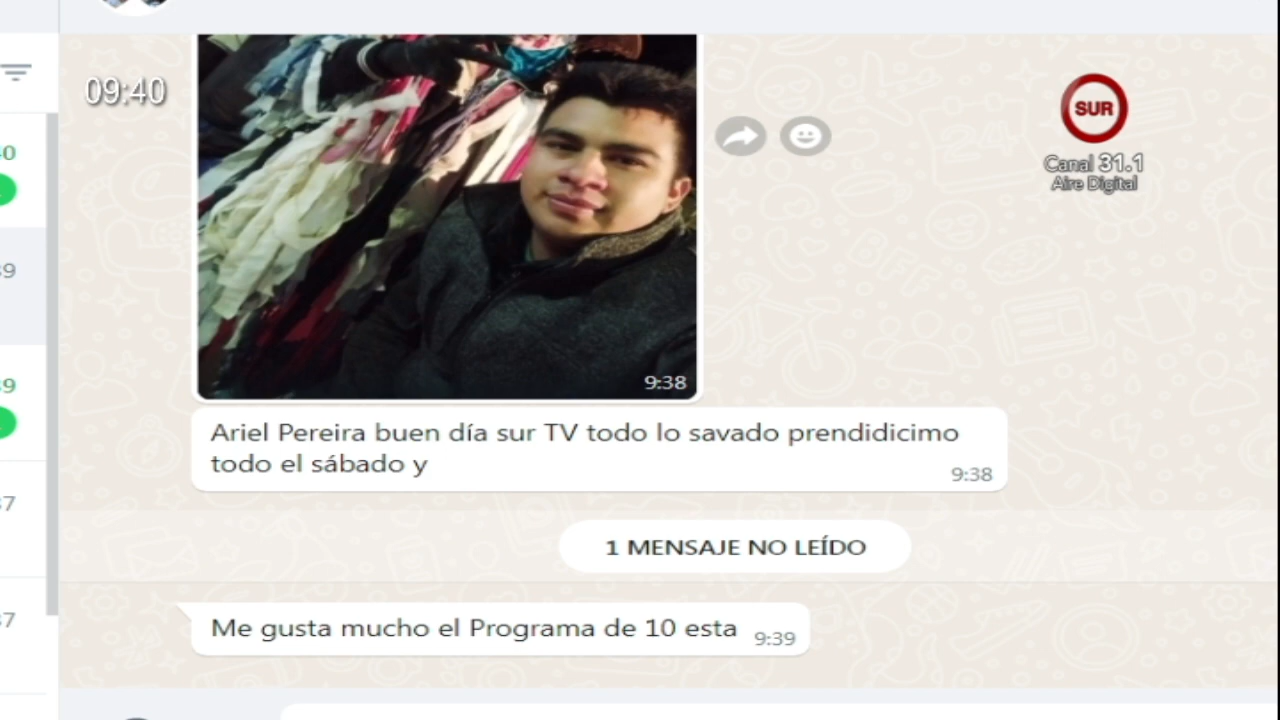 09:40
SUR
Canal 31.1
Aire Digital
9:38
Ariel Pereira buen día sur TV todo lo savado prendidicimo
todo el sábado y
9:38
1 MENSAJE NO LEÍDO
Me gusta mucho el Programa de 10 esta
9:39